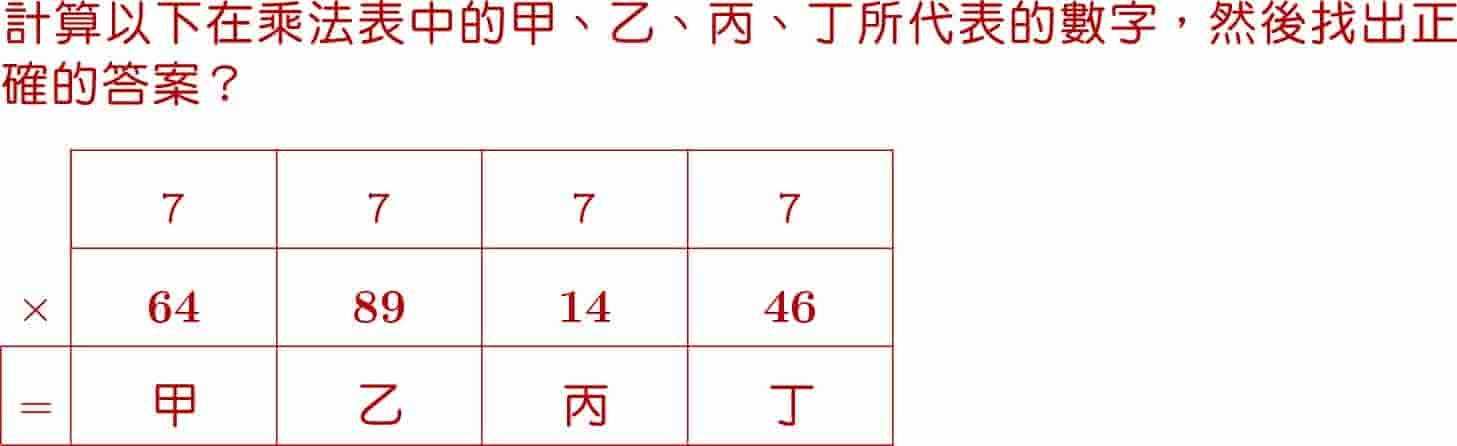 計算以下在乘法表中的甲、乙、丙、丁所代表的數字，然後找出正
確的答案？
7 7 7 7
× 64 89 14 46
= 甲 乙 丙 丁